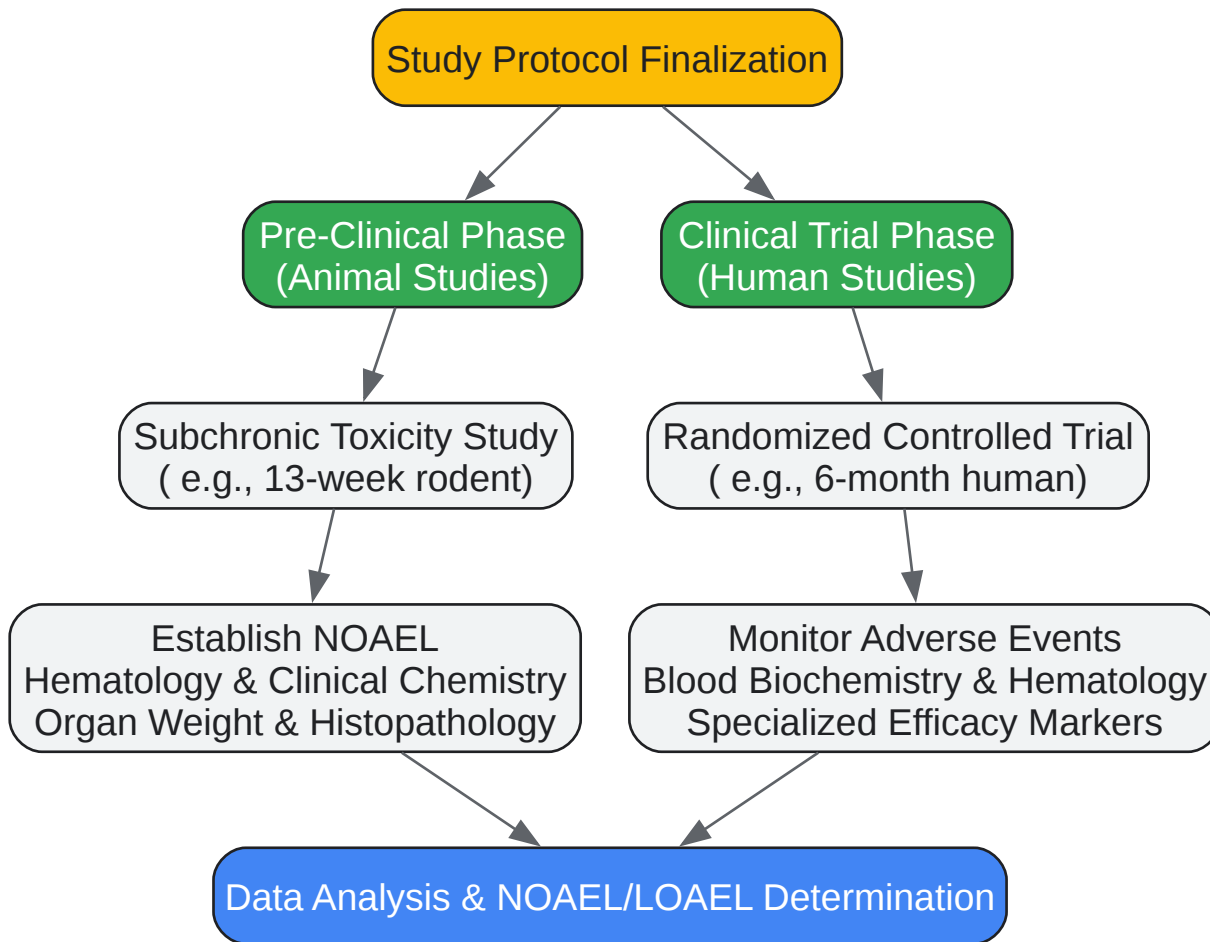 Study Protocol Finalization
Pre-Clinical Phase
(Animal Studies)
Clinical Trial Phase
(Human Studies)
Subchronic Toxicity Study
( e.g., 13-week rodent)
Randomized Controlled Trial
( e.g., 6-month human)
Establish NOAEL
Hematology & Clinical Chemistry
Organ Weight & Histopathology
Monitor Adverse Events
Blood Biochemistry & Hematology
Specialized Efficacy Markers
Data Analysis & NOAEL/LOAEL Determination